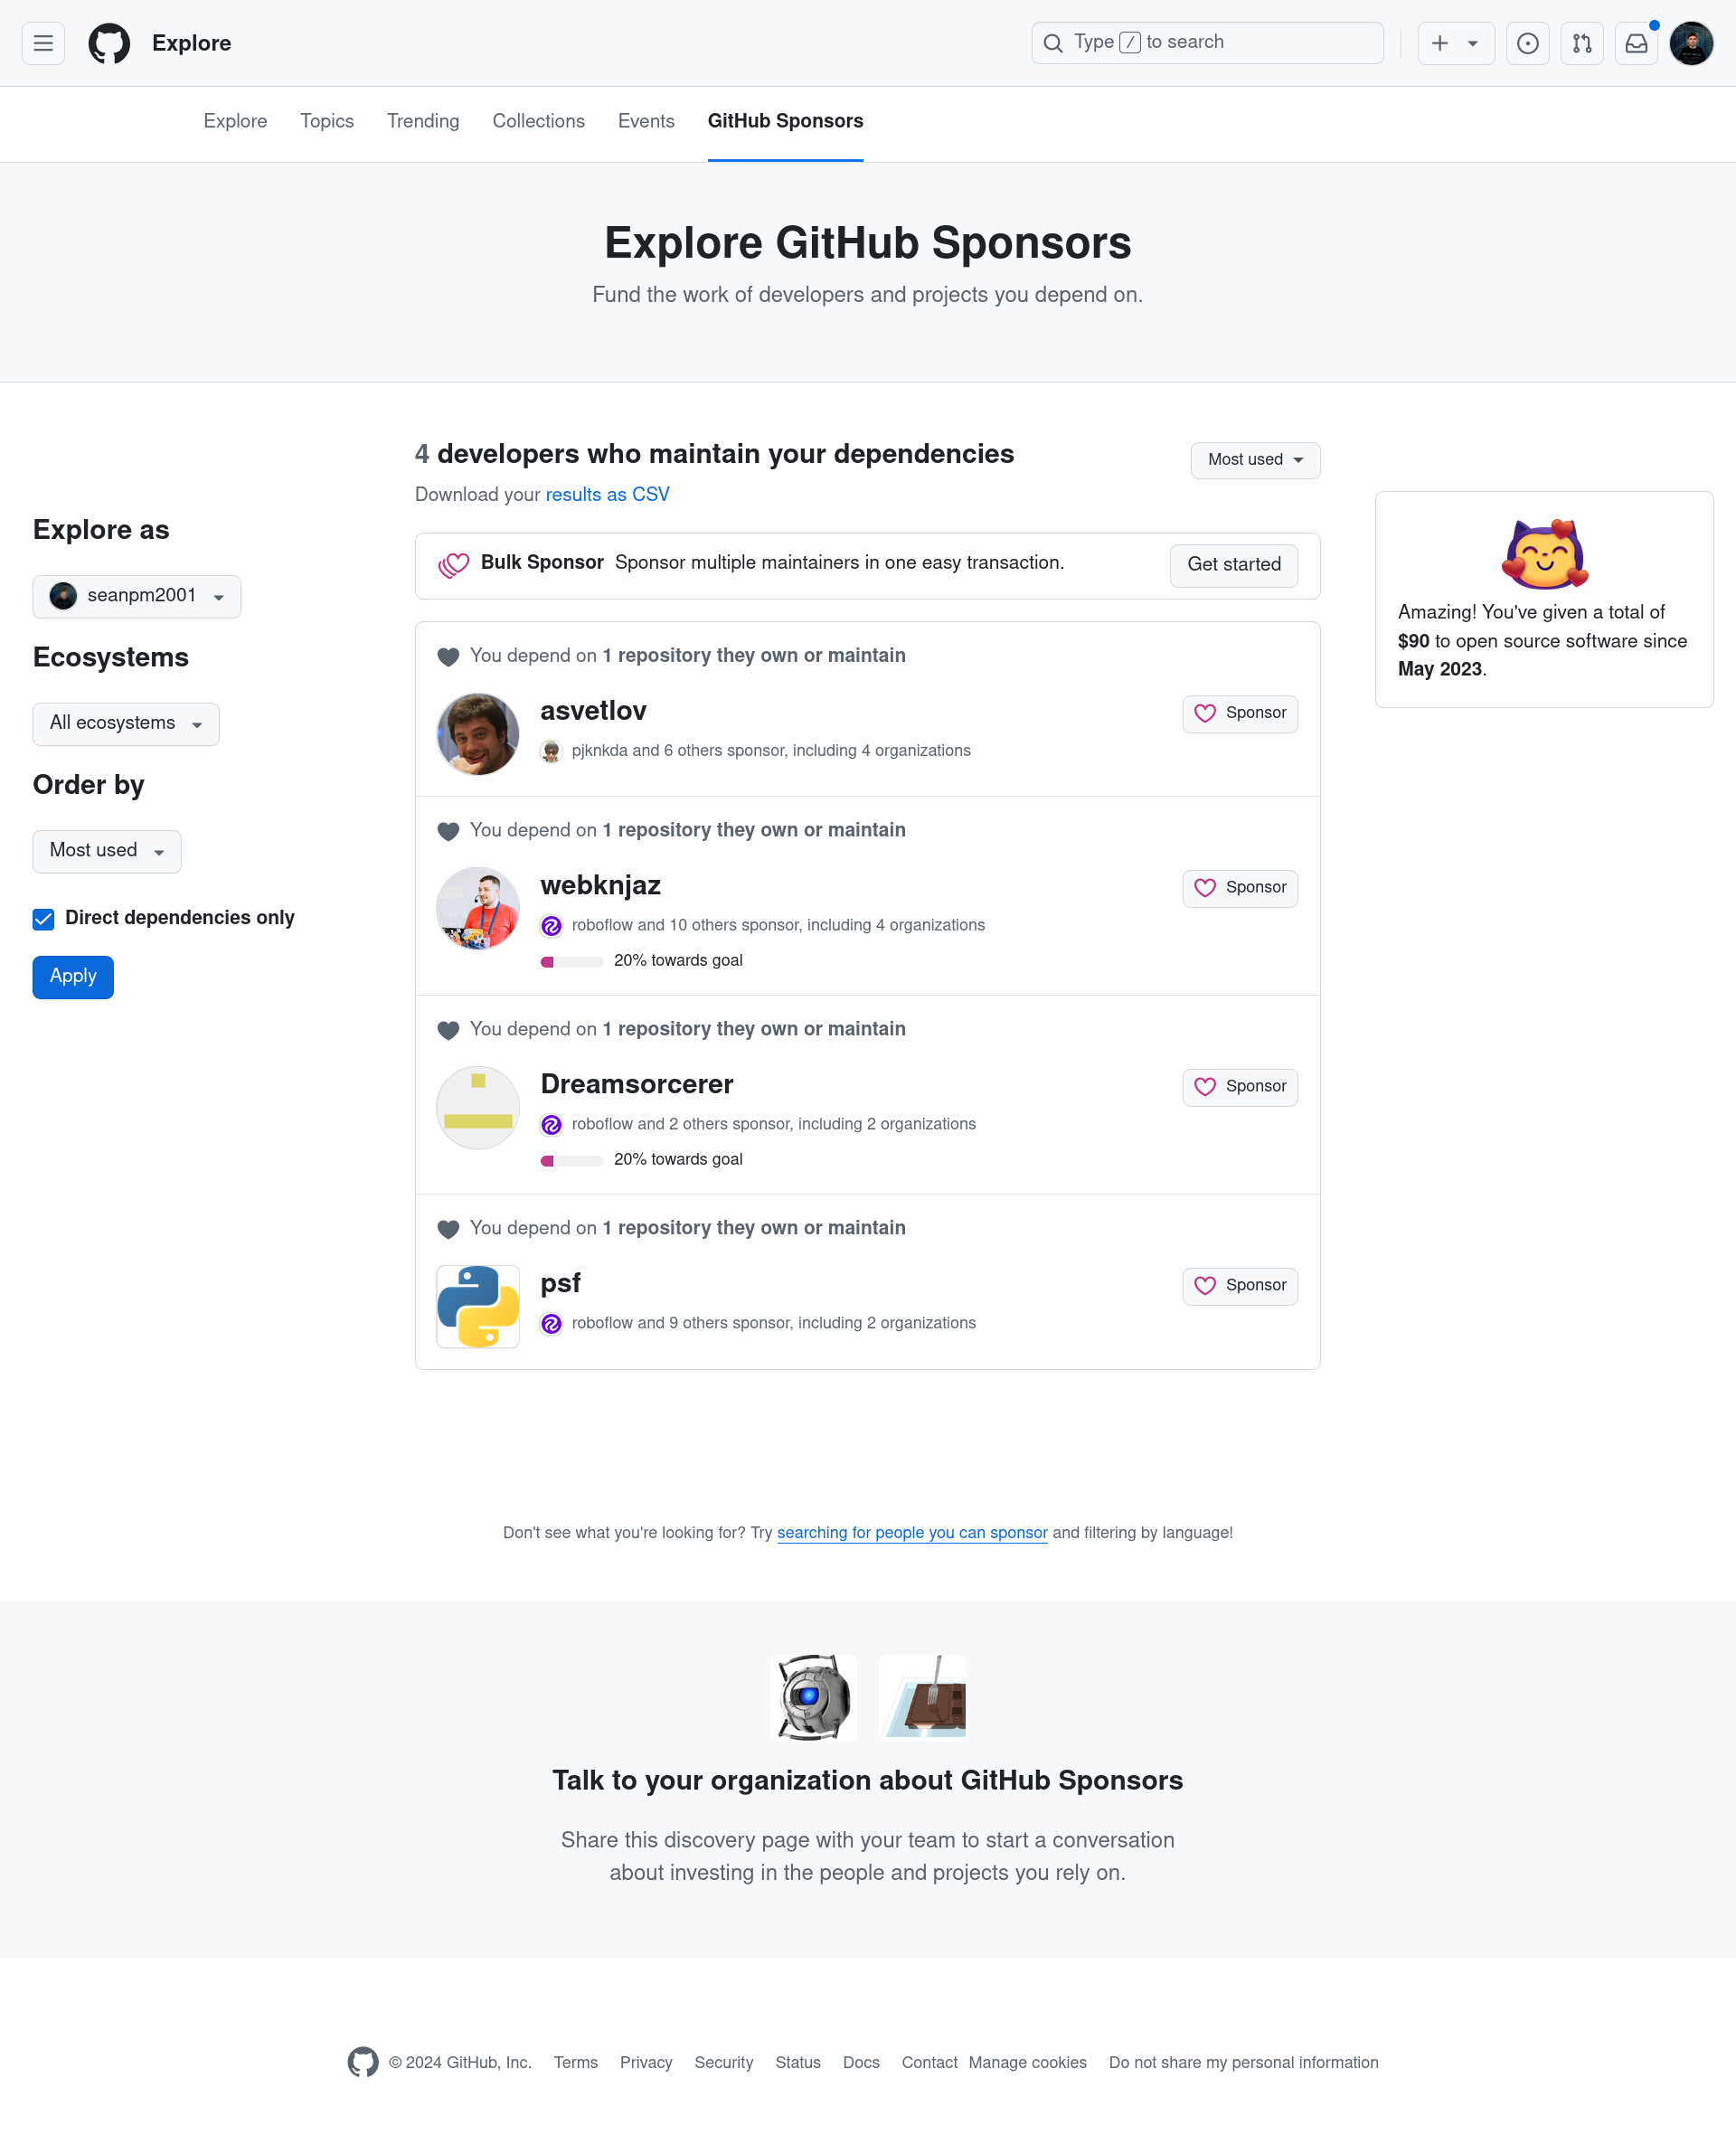 Explore
Type / to search
Explore
Topics
Trending
Collections
Events
GitHub Sponsors
Explore GitHub Sponsors
Fund the work of developers and projects you depend on.
Explore as
seanpm2001
Ecosystems
All ecosystems
Order by
Most used
Direct dependencies only
Apply
4 developers who maintain your dependencies
Most used
Download your results as CSV
Bulk Sponsor Sponsor multiple maintainers in one easy transaction.
Get started
You depend on 1 repository they own or maintain
asvetlov
Sponsor
pjknkda and 6 others sponsor, including 4 organizations
You depend on 1 repository they own or maintain
webknjaz
Sponsor
roboflow and 10 others sponsor, including 4 organizations
20% towards goal
You depend on 1 repository they own or maintain
Dreamsorcerer
Sponsor
roboflow and 2 others sponsor, including 2 organizations
20% towards goal
You depend on 1 repository they own or maintain
psf
Sponsor
roboflow and 9 others sponsor, including 2 organizations
Amazing! You've given a total of
$90 to open source software since
May 2023.
Don't see what you're looking for? Try searching for people you can sponsor and filtering by language!
Talk to your organization about GitHub Sponsors
Share this discovery page with your team to start a conversation
about investing in the people and projects you rely on.
© 2024 GitHub, Inc.
Terms
Privacy
Security
Status
Docs
Contact
Manage cookies
Do not share my personal information